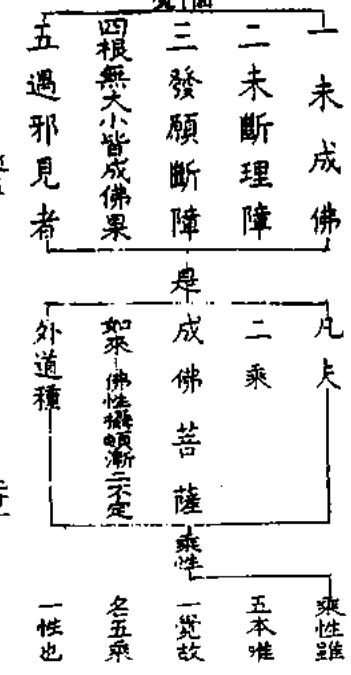 一未成佛
二未斷理障
三發願斷障
四根無大小皆成佛果
五遇邪見者
是
凡夫
二乘
成佛菩薩
如來佛性攝頓漸二不定
外道種
乘性
乘性雖
五本唯
一覺故
名五乘
一性也